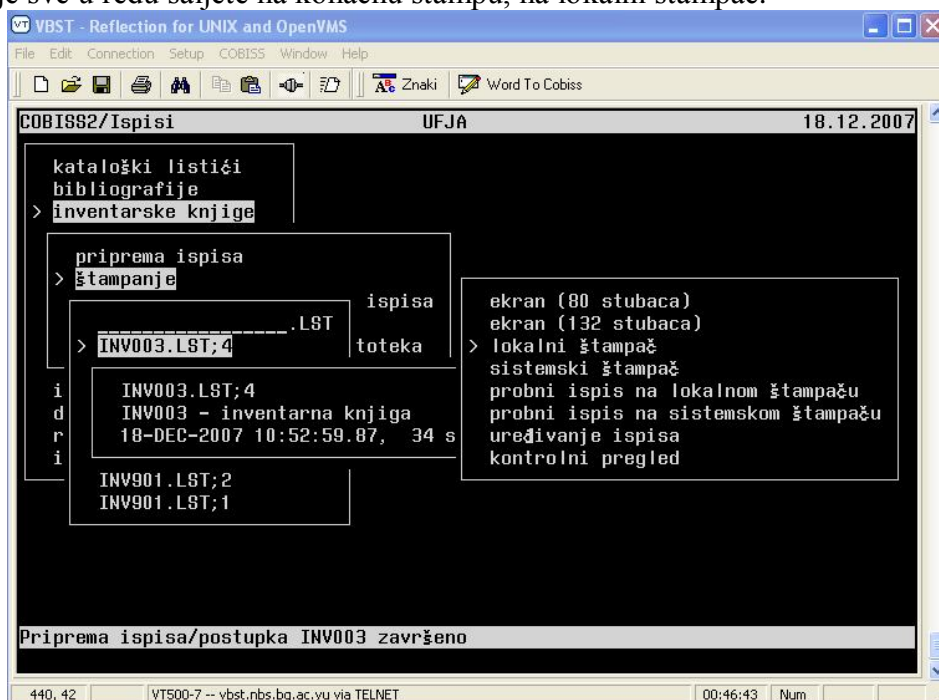 je sve u redu šaljete na konačnu štampu, na lokalni štampač.
VBST - Reflection for UNIX and OpenVMS
File Edit Connection Setup COBISS Window Help
Znaki Word To Cobiss
COBISS2/Ispisi UFJA 18.12.2007
kataloški listići
bibliografije
> inventarske knjige
priprema ispisa
> štampanje
ispisa
_________________.LST
> INV003.LST;4
toteka
i
d
r
i
INV003.LST;4
INV003 - inventarna knjiga
18-DEC-2007 10:52:59.87, 34 s
INV901.LST;2
INV901.LST;1
ekran (80 stubaca)
ekran (132 stubaca)
> lokalni štampač
sistemski štampač
probni ispis na lokalnom štampaču
probni ispis na sistemskom štampaču
uređivanje ispisa
kontrolni pregled
Priprema ispisa/postupka INV003 završeno
440, 42 VT500-7 -- vbst.nbs.bg.ac.yu via TELNET 00:46:43 Num